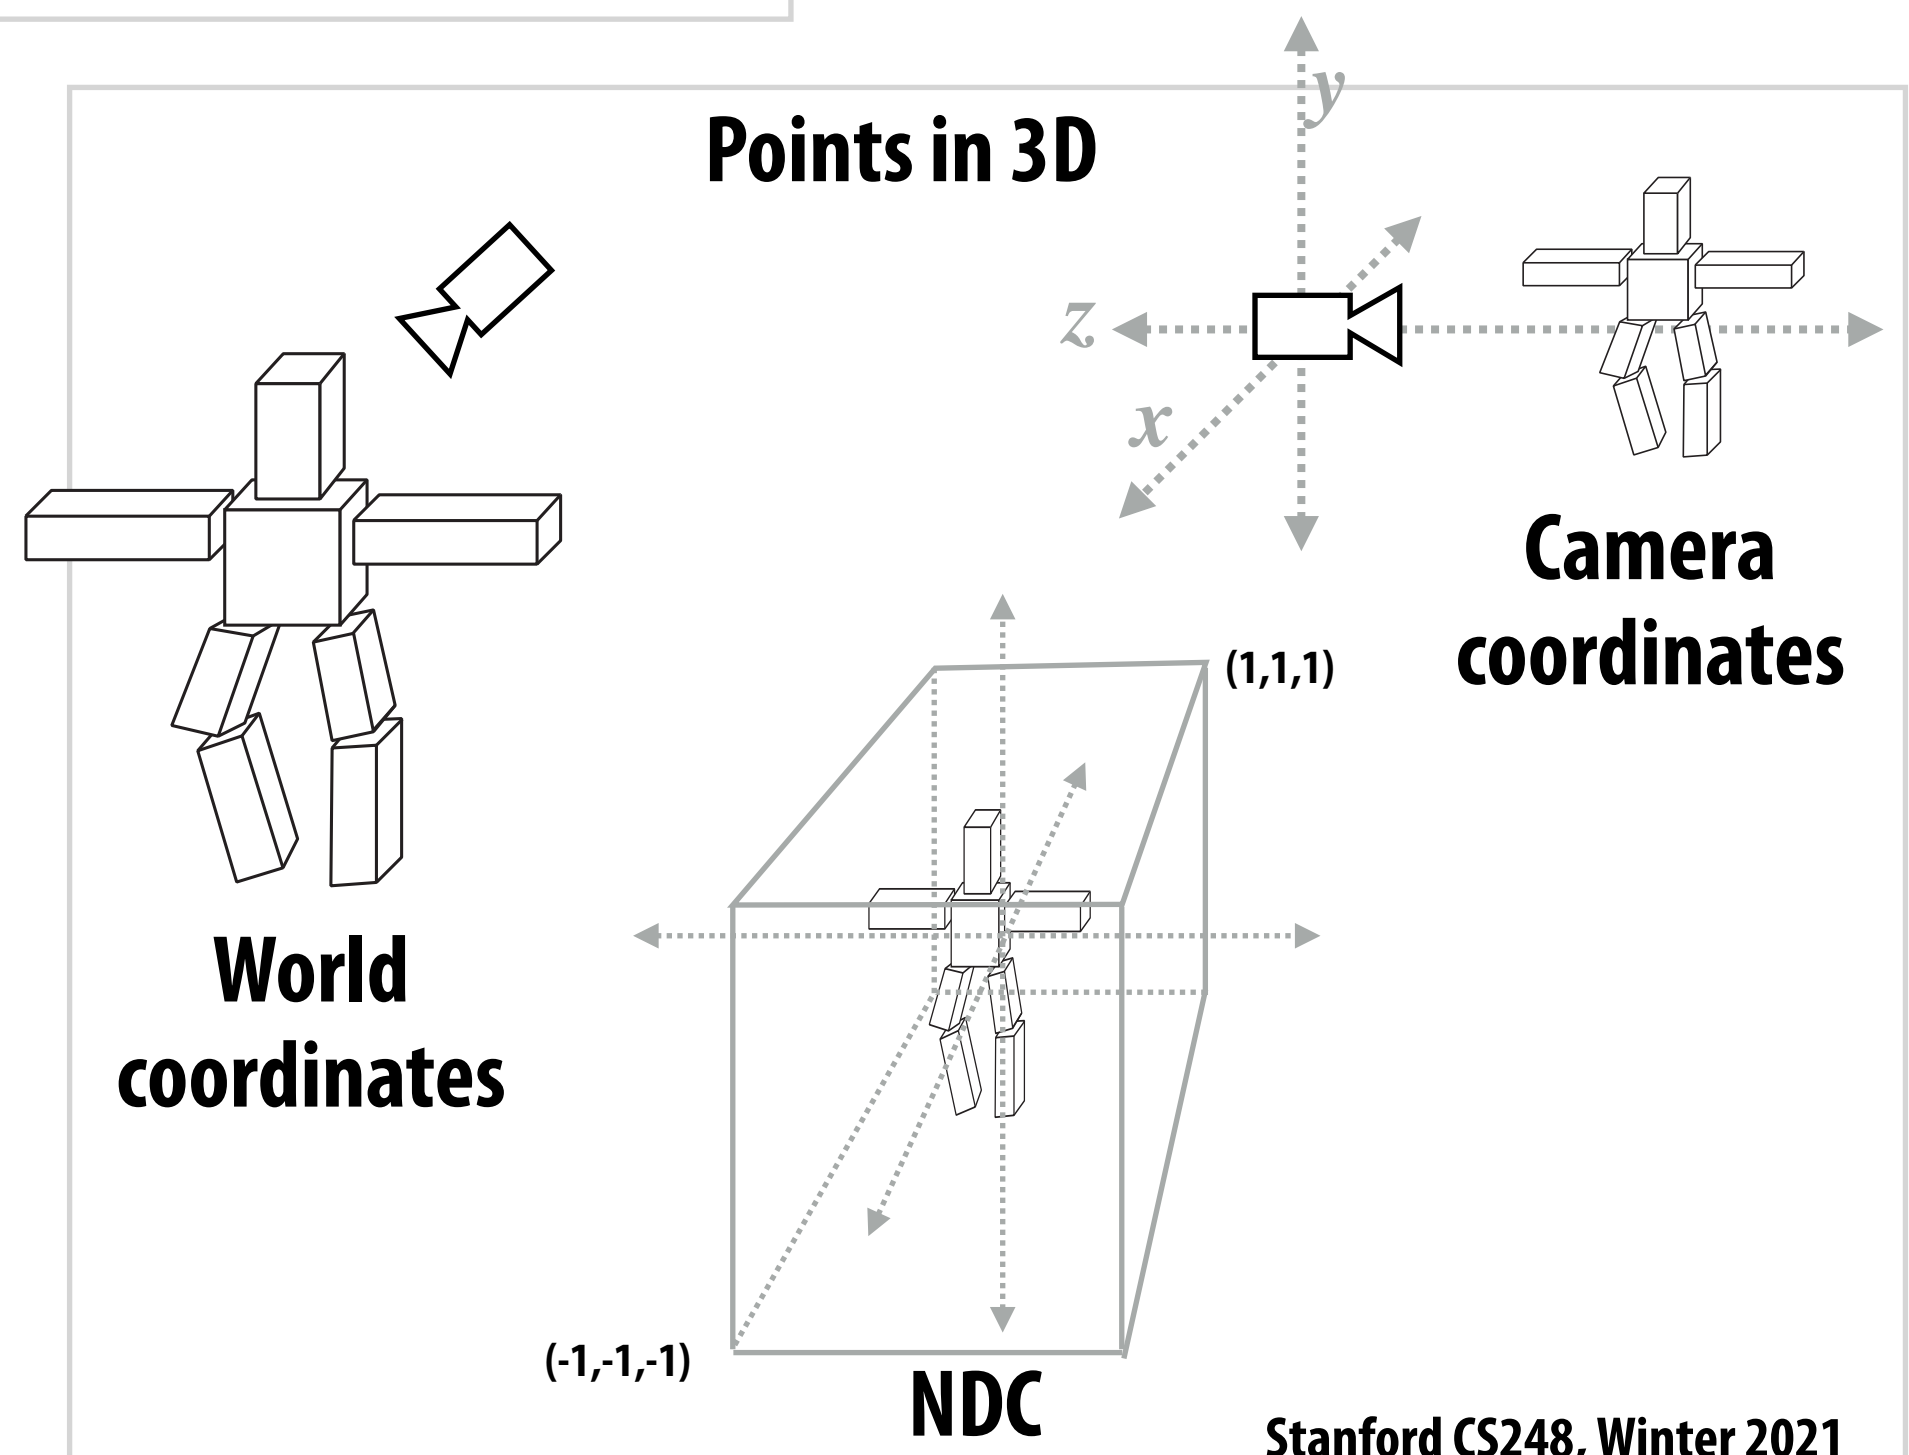 Points in 3D
y
z
x
Camera
coordinates
(1,1,1)
World
coordinates
(-1,-1,-1)
NDC
Stanford CS248, Winter 2021